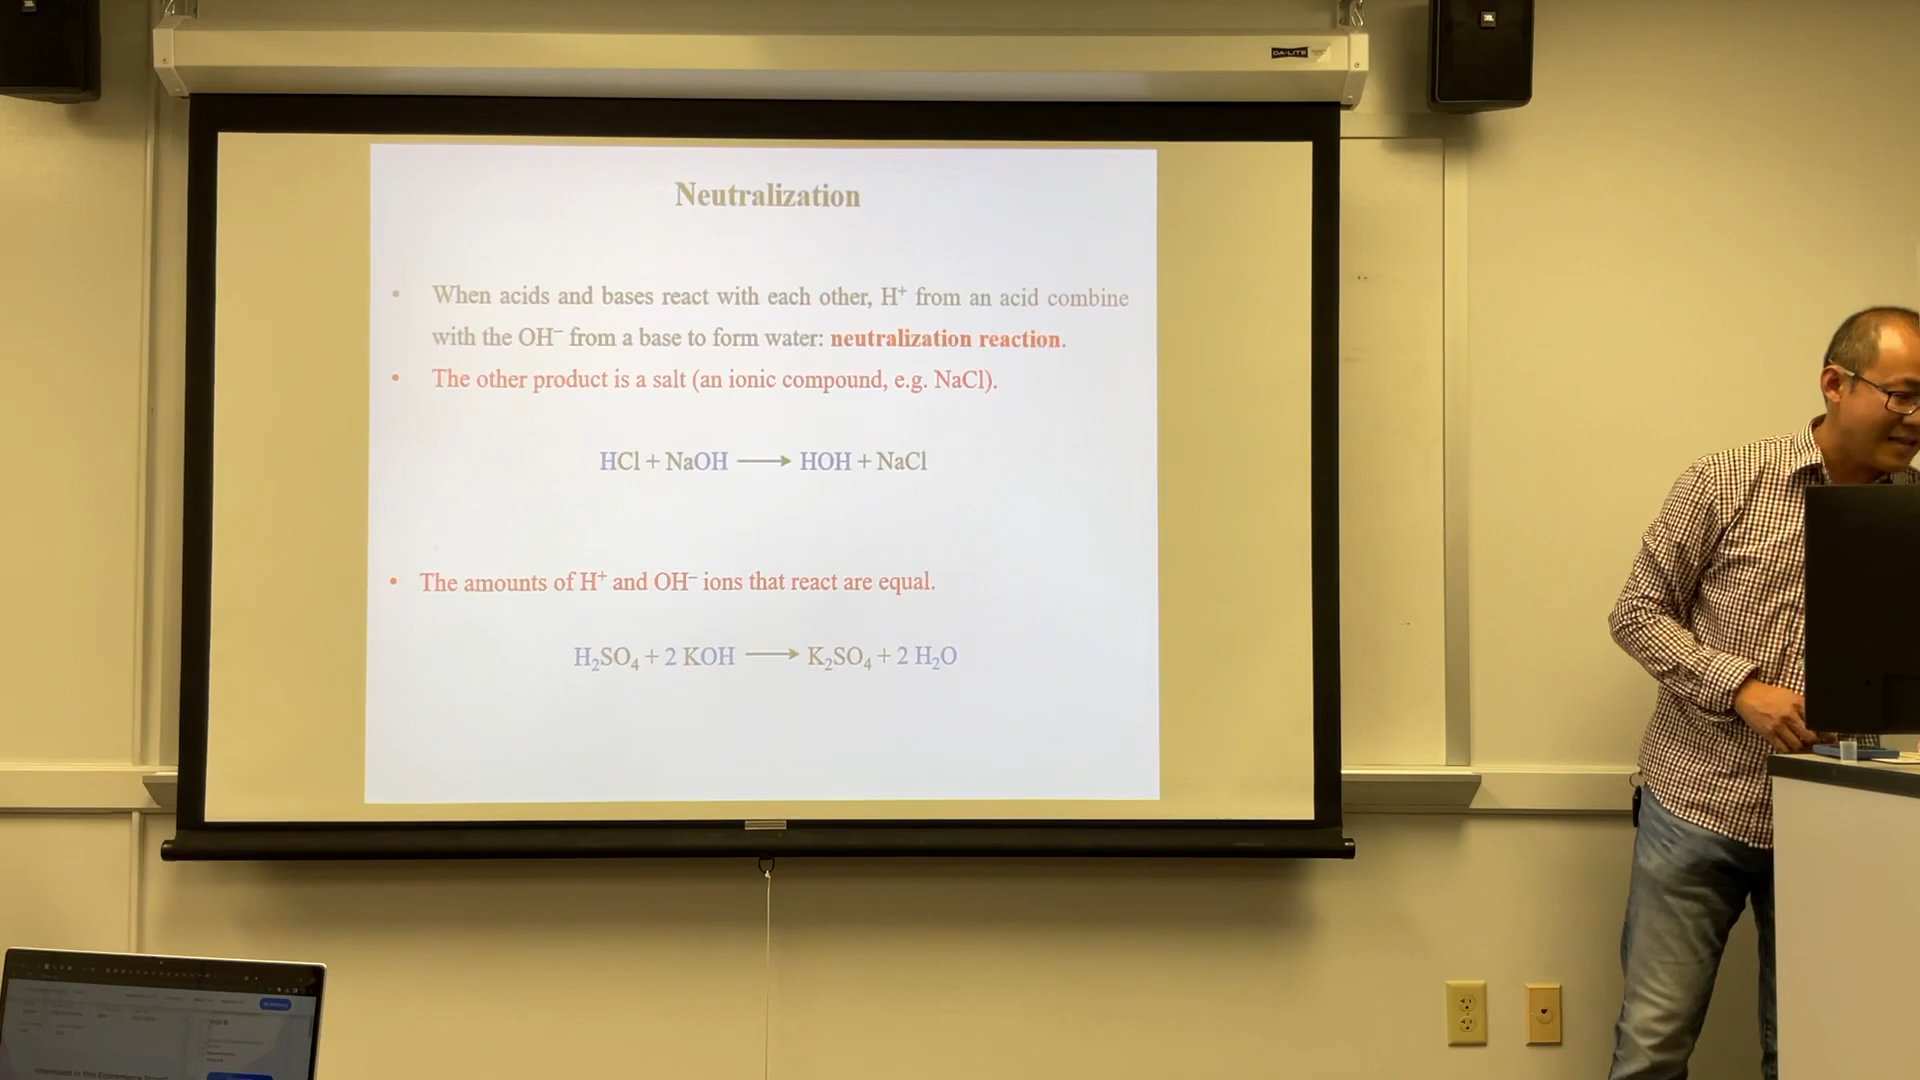 DA-LITE
JBL
Neutralization
• When acids and bases react with each other, H⁺ from an acid combine
with the OH⁻ from a base to form water: neutralization reaction.
• The other product is a salt (an ionic compound, e.g. NaCl).
HCl + NaOH ⟶ HOH + NaCl
• The amounts of H⁺ and OH⁻ ions that react are equal.
H₂SO₄ + 2 KOH ⟶ K₂SO₄ + 2 H₂O